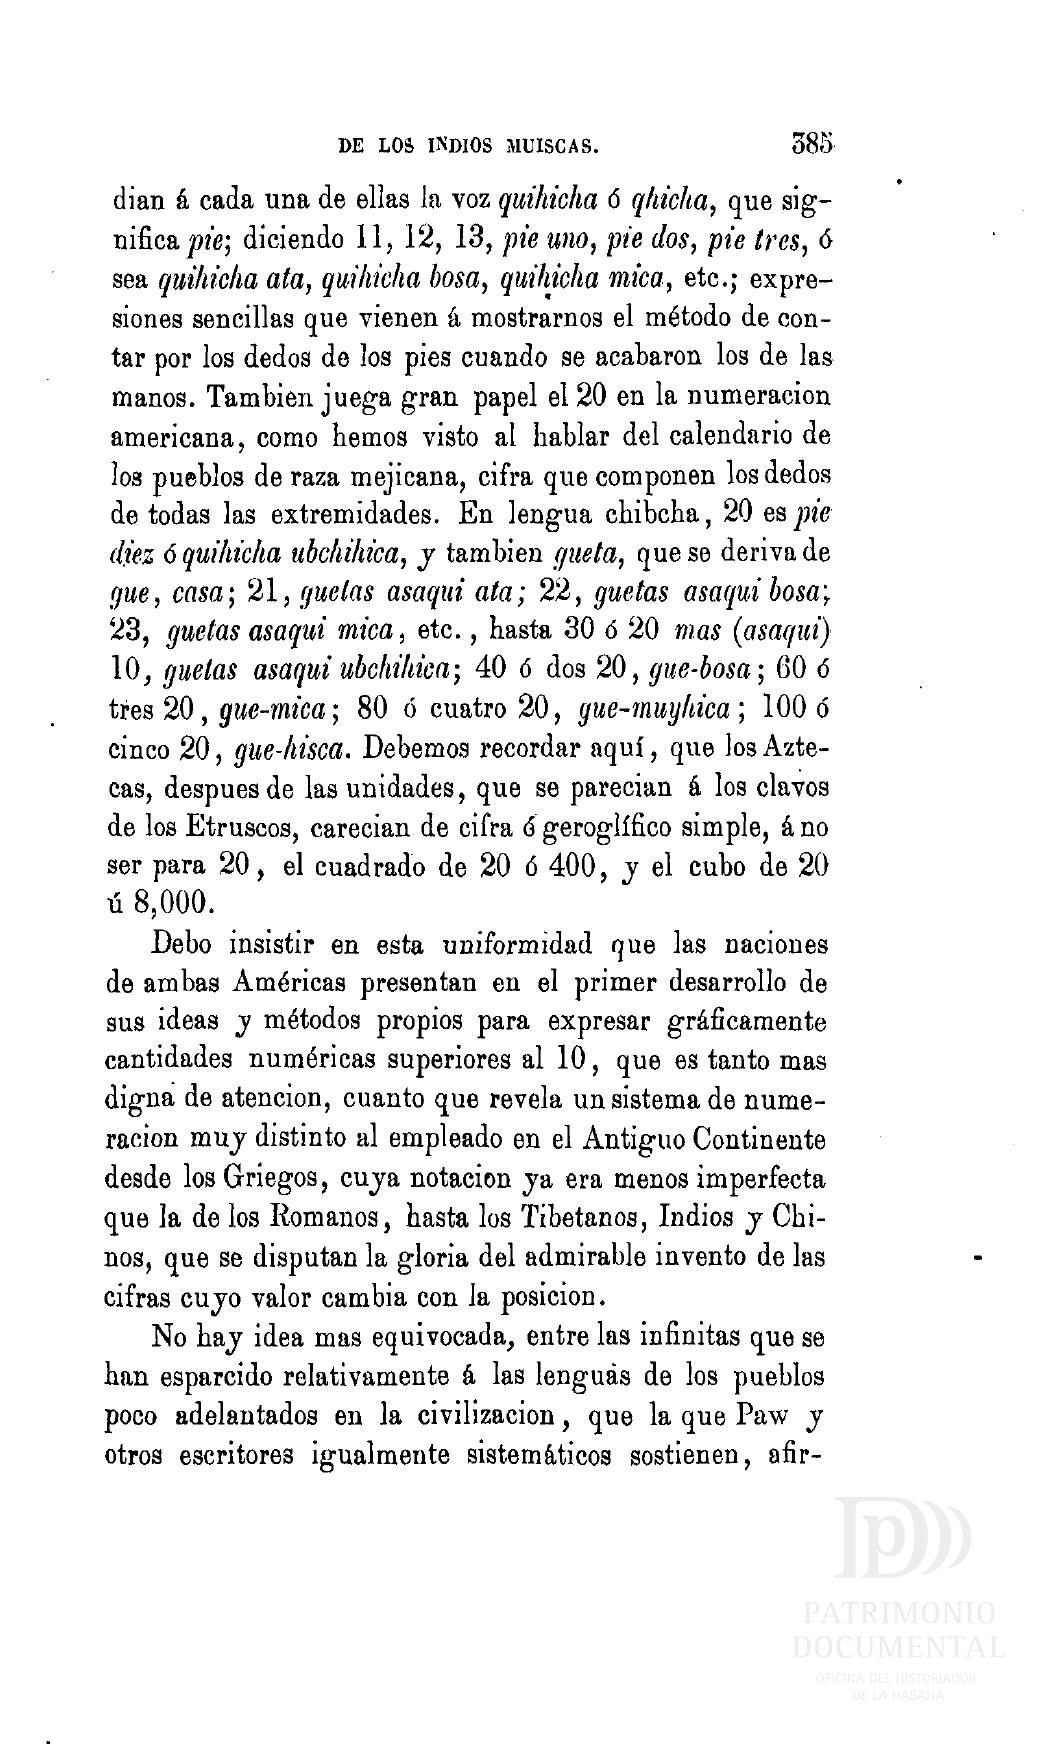 DE LOS INDIOS MUISCAS. 385
dian á cada una de ellas la voz quihicha ó qhicha, que sig-
nifica pie; diciendo 11, 12, 13, pie uno, pie dos, pie tres, ó
sea quihicha ata, quihicha bosa, quihicha mica, etc.; expre-
siones sencillas que vienen á mostrarnos el método de con-
tar por los dedos de los pies cuando se acabaron los de las
manos. Tambien juega gran papel el 20 en la numeracion
americana, como hemos visto al hablar del calendario de
los pueblos de raza mejicana, cifra que componen los dedos
de todas las extremidades. En lengua chibcha, 20 es pie
diez ó quihicha ubchihica, y tambien gueta, que se deriva de
gue, casa; 21, guetas asaqui ata; 22, guetas asaqui bosa;
23, guetas asaqui mica, etc., hasta 30 ó 20 mas (asaqui)
10, guetas asaqui ubchihica; 40 ó dos 20, gue-bosa; 60 ó
tres 20, gue-mica; 80 ó cuatro 20, gue-muyhica; 100 ó
cinco 20, gue-hisca. Debemos recordar aquí, que los Azte-
cas, despues de las unidades, que se parecian á los clavos
de los Etruscos, carecian de cifra ó geroglífico simple, á no
ser para 20, el cuadrado de 20 ó 400, y el cubo de 20
ú 8,000.
Debo insistir en esta uniformidad que las naciones
de ambas Américas presentan en el primer desarrollo de
sus ideas y métodos propios para expresar gráficamente
cantidades numéricas superiores al 10, que es tanto mas
digna de atencion, cuanto que revela un sistema de nume-
racion muy distinto al empleado en el Antiguo Continente
desde los Griegos, cuya notacion ya era menos imperfecta
que la de los Romanos, hasta los Tibetanos, Indios y Chi-
nos, que se disputan la gloria del admirable invento de las
cifras cuyo valor cambia con la posicion.
No hay idea mas equivocada, entre las infinitas que se
han esparcido relativamente á las lenguas de los pueblos
poco adelantados en la civilizacion, que la que Paw y
otros escritores igualmente sistemáticos sostienen, afir-
PATRIMONIO
DOCUMENTAL
OFICINA DEL HISTORIADOR
DE LA HABANA